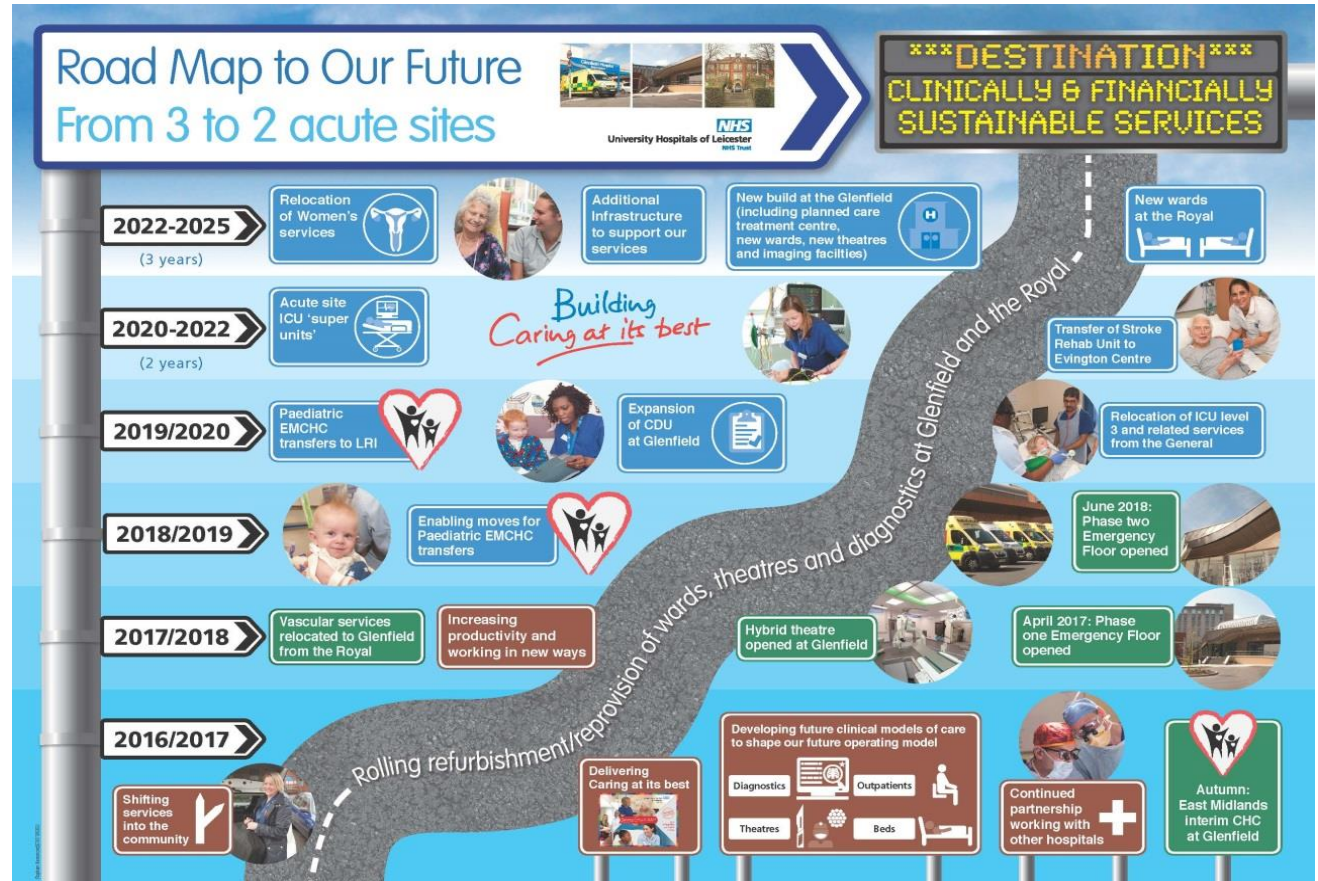 Road Map to Our Future
From 3 to 2 acute sites
NHS
University Hospitals of Leicester
NHS Trust
***DESTINATION***
CLINICALLY & FINANCIALLY
SUSTAINABLE SERVICES
2022-2025
(3 years)
Relocation
of Women's
services
Additional
Infrastructure
to support our
services
New build at the Glenfield
(including planned care
treatment centre,
new wards, new theatres
and imaging facilties)
H
New wards
at the Royal
2020-2022
(2 years)
Acute site
ICU ‘super
units’
Building
Caring at its best
Transfer of Stroke
Rehab Unit to
Evington Centre
2019/2020
Paediatric
EMCHC
transfers to LRI
Expansion
of CDU
at Glenfield
Relocation of ICU level
3 and related services
from the General
2018/2019
Enabling moves for
Paediatric EMCHC
transfers
June 2018:
Phase two
Emergency
Floor opened
2017/2018
Vascular services
relocated to Glenfield
from the Royal
Increasing
productivity and
working in new ways
Hybrid theatre
opened at Glenfield
April 2017: Phase
one Emergency Floor
opened
2016/2017
Rolling refurbishment/reprovision of wards, theatres and diagnostics at Glenfield and the Royal
Shifting
services
into the
community
Delivering
Caring at its best
Developing future clinical models of care
to shape our future operating model
Diagnostics
Outpatients
Theatres
Beds
Continued
partnership
working with
other hospitals
Autumn:
East Midlands
interim CHC
at Glenfield